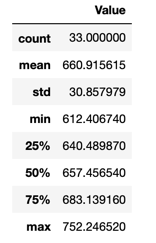 Value
count 33.000000
mean 660.915615
std 30.857979
min 612.406740
25% 640.489870
50% 657.456540
75% 683.139160
max 752.246520